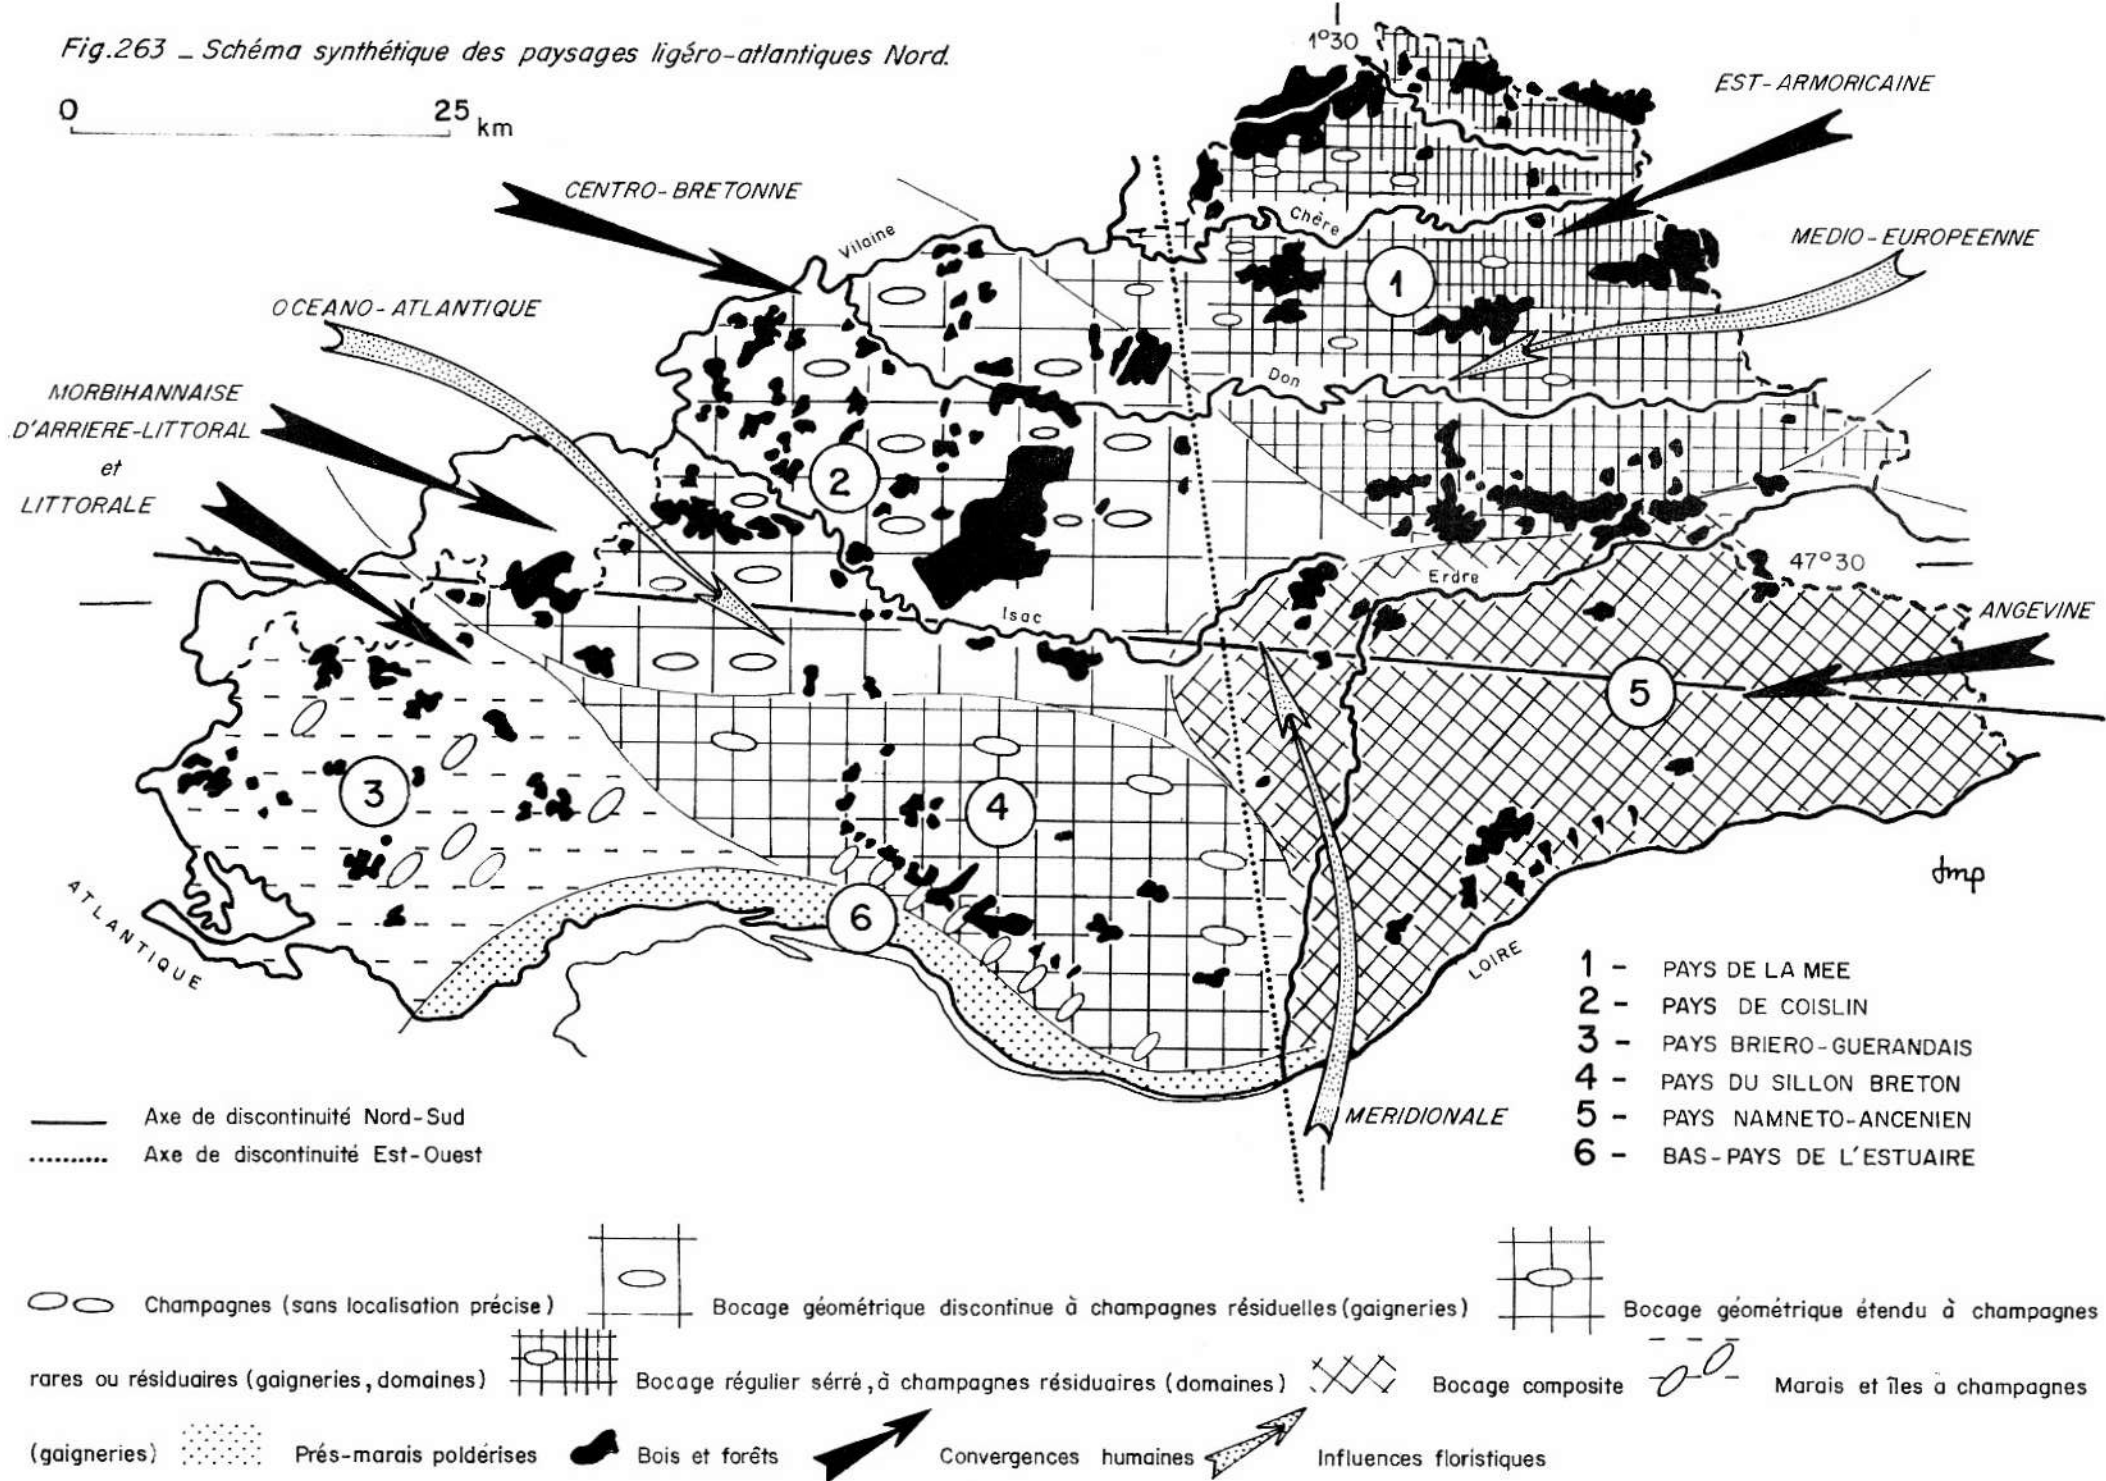 Fig.263 _ Schéma synthétique des paysages ligéro-atlantiques Nord.
0 25 km
1°30
EST-ARMORICAINE
CENTRO-BRETONNE
Vilaine
Chère
MEDIO-EUROPEENNE
OCEANO-ATLANTIQUE
1
Don
MORBIHANNAISE
D'ARRIERE-LITTORAL
et
LITTORALE
2
47°30
Erdre
Isac
ANGEVINE
5
3
4
6
ATLANTIQUE
LOIRE
dmp
1 - PAYS DE LA MEE
2 - PAYS DE COISLIN
3 - PAYS BRIERO-GUERANDAIS
4 - PAYS DU SILLON BRETON
5 - PAYS NAMNETO-ANCENIEN
6 - BAS-PAYS DE L'ESTUAIRE
MERIDIONALE
Axe de discontinuité Nord-Sud
Axe de discontinuité Est-Ouest
Champagnes (sans localisation précise) Bocage géométrique discontinue à champagnes résiduelles (gaigneries) Bocage géométrique étendu à champagnes
rares ou résiduaires (gaigneries, domaines) Bocage régulier sérré, à champagnes résiduaires (domaines) Bocage composite Marais et îles à champagnes
(gaigneries) Prés-marais poldérises Bois et forêts Convergences humaines Influences floristiques